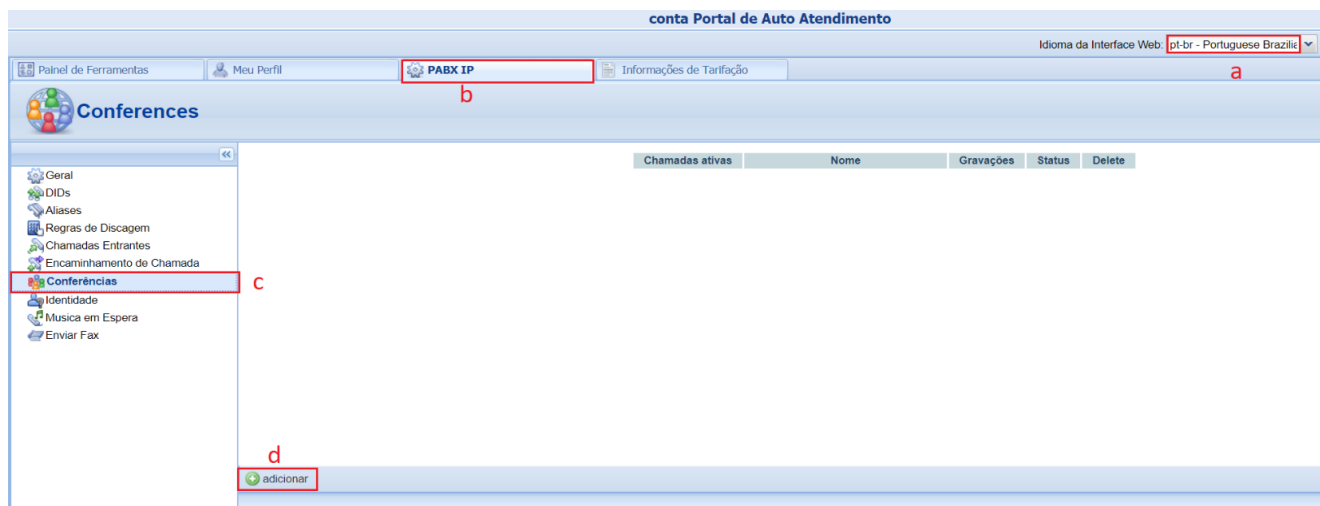 conta Portal de Auto Atendimento
Idioma da Interface Web: pt-br - Portuguese Brazilia
a
Painel de Ferramentas Meu Perfil PABX IP Informações de Tarifação
b
Conferences
Chamadas ativas Nome Gravações Status Delete
Geral
DIDs
Aliases
Regras de Discagem
Chamadas Entrantes
Encaminhamento de Chamada
Conferências
c
Identidade
Musica em Espera
Enviar Fax
d
adicionar